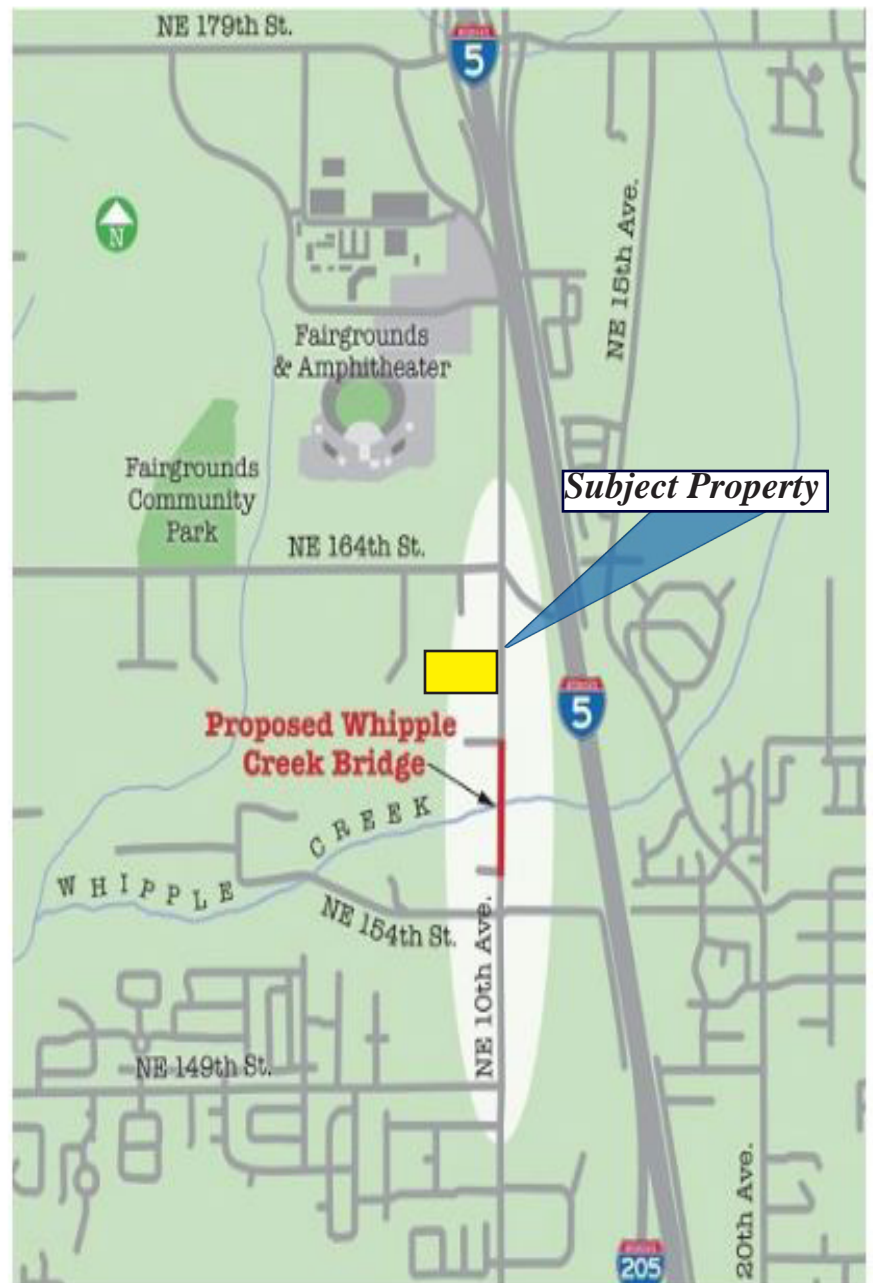 NE 179th St.
5
N
NE 15th Ave.
Fairgrounds
& Amphitheater
Subject Property
Fairgrounds
Community
Park
NE 164th St.
5
Proposed Whipple
Creek Bridge
WHIPPLE CREEK
NE 154th St.
NE 10th Ave.
NE 149th St.
20th Ave.
205